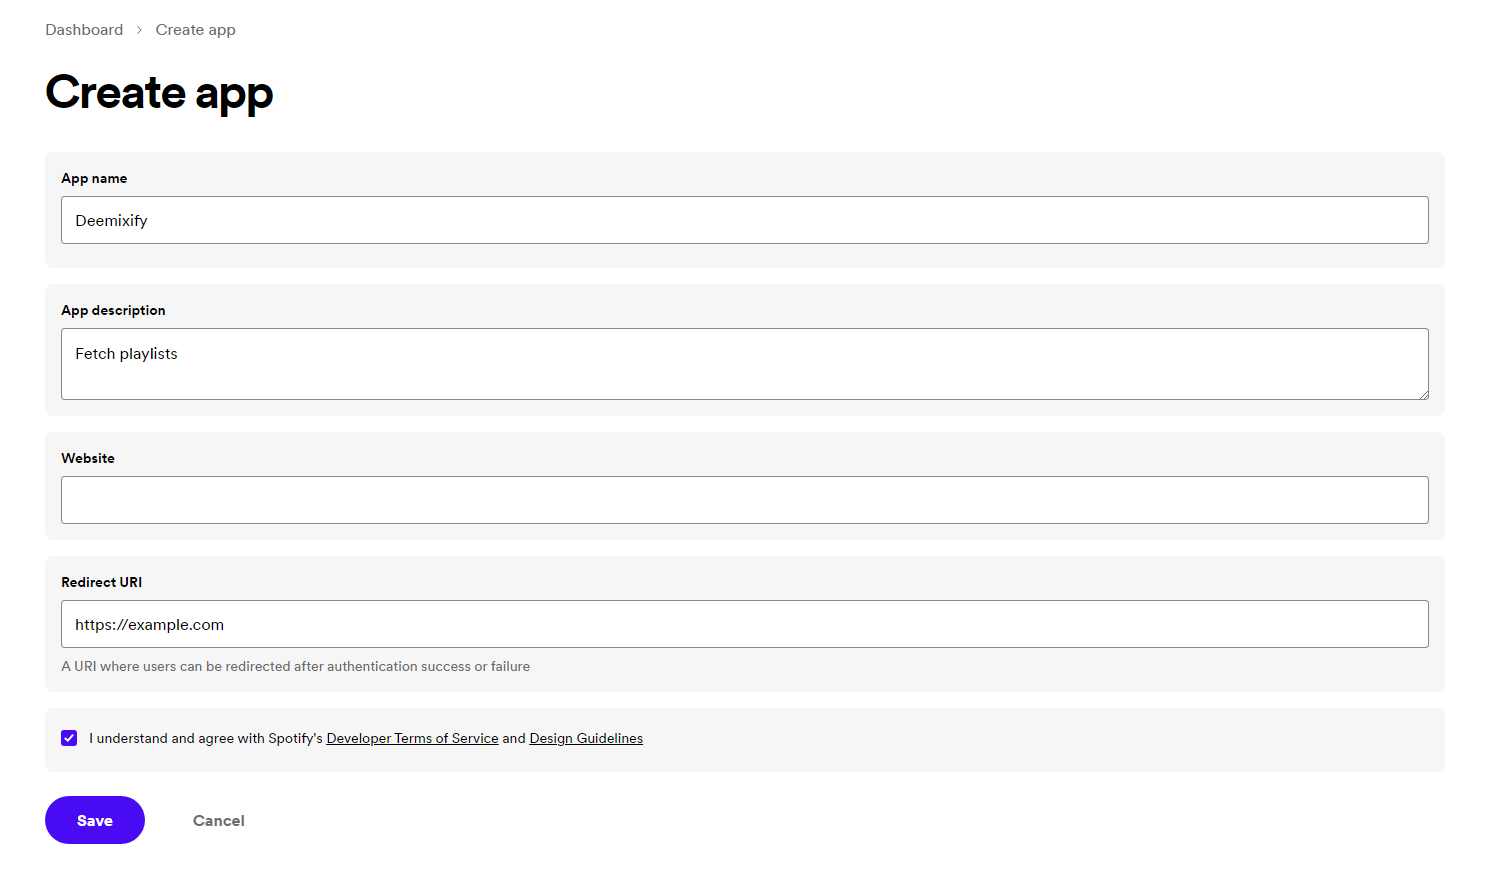 Dashboard > Create app
Create app
App name
Deemixify
App description
Fetch playlists
Website
Redirect URI
https://example.com
A URI where users can be redirected after authentication success or failure
I understand and agree with Spotify's Developer Terms of Service and Design Guidelines
Save Cancel